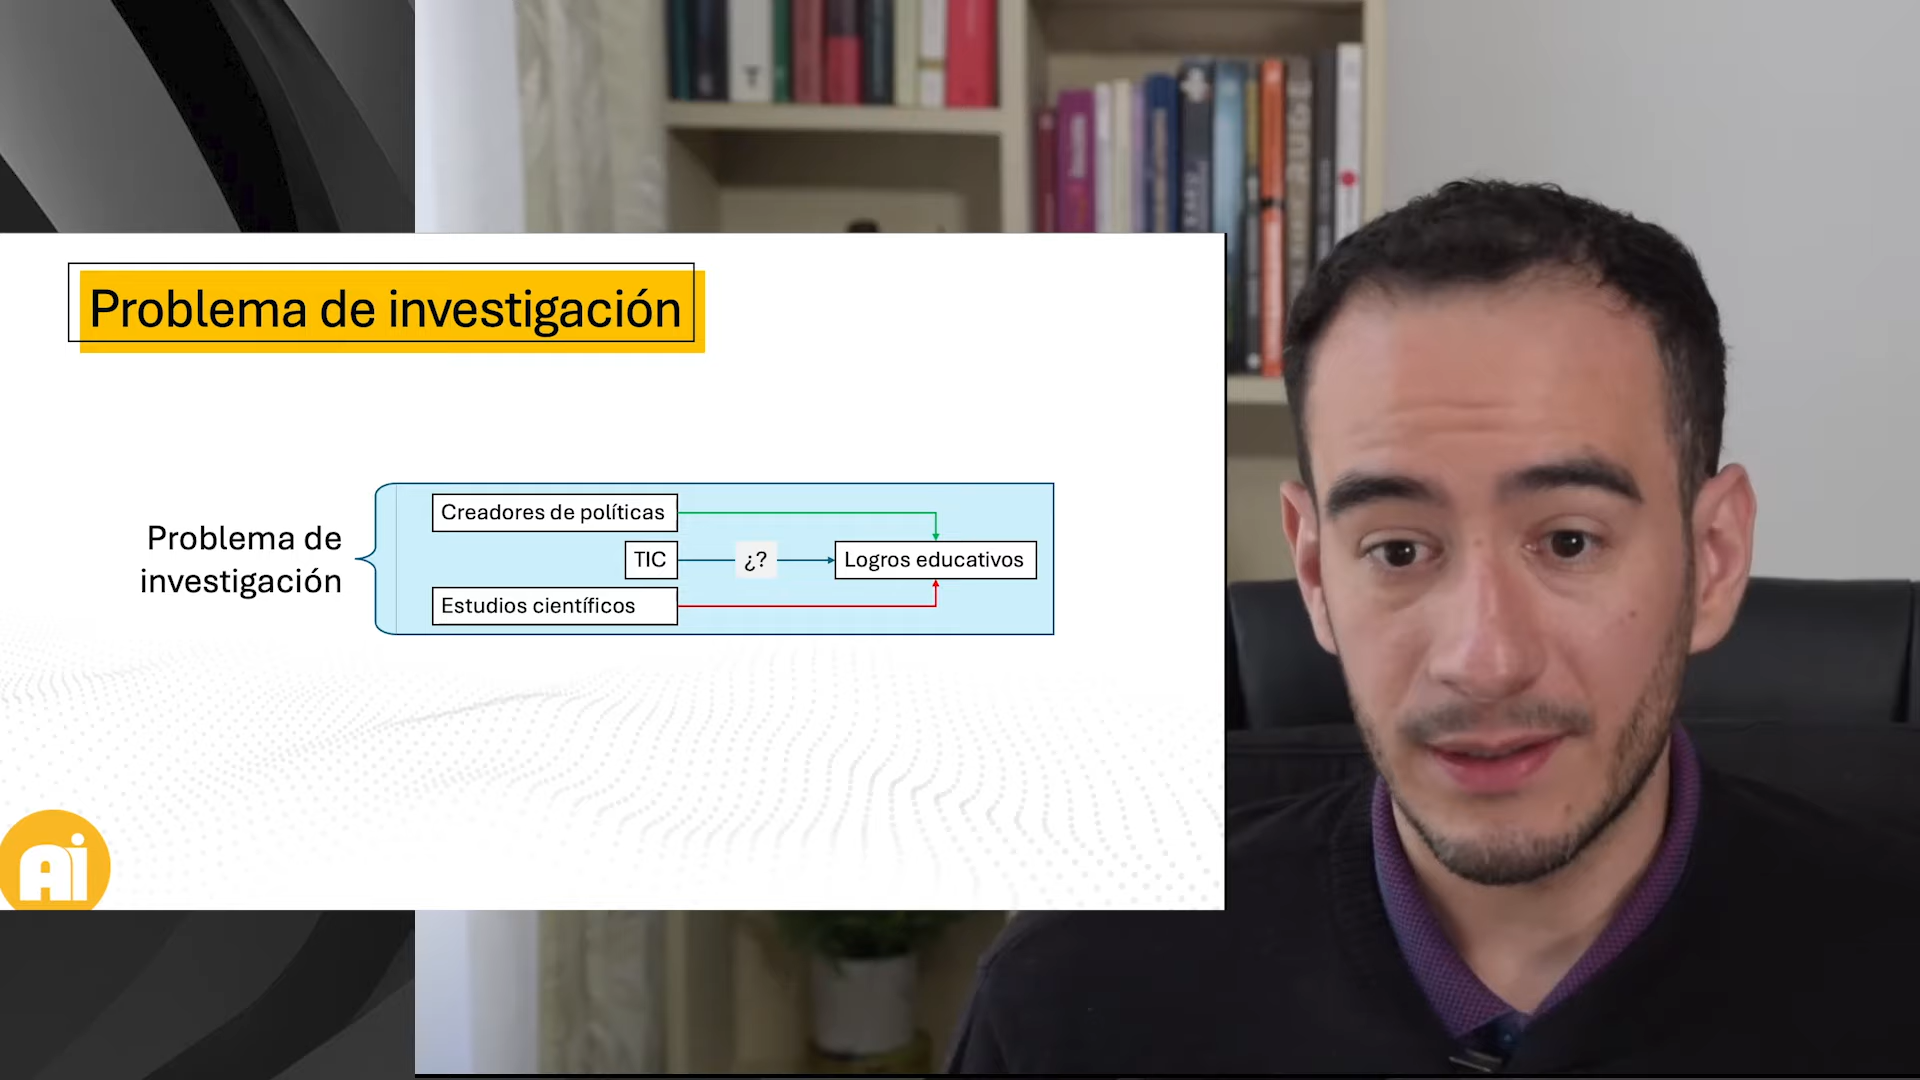 Problema de investigación
Problema de
investigación
Creadores de políticas
TIC
¿?
Logros educativos
Estudios científicos
Ai